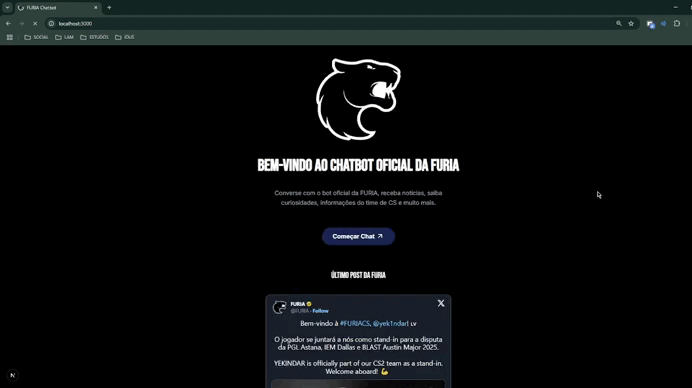 FURIA Chatbot
localhost:3000
SOCIAL
LAM
ESTUDOS
IOLIS
BEM-VINDO AO CHATBOT OFICIAL DA FURIA
Converse com o bot oficial da FURIA, receba notícias, saiba
curiosidades, informações do time de CS e muito mais.
Começar Chat
ÚLTIMO POST DA FURIA
FURIA
@FURIA · Follow
X
Bem-vindo à #FURIACS, @yek1ndar! LV
O jogador se juntará a nós como stand-in para a disputa
da PGL Astana, IEM Dallas e BLAST Austin Major 2025.
YEKINDAR is officially part of our CS2 team as a stand-in.
Welcome aboard! 💪
N